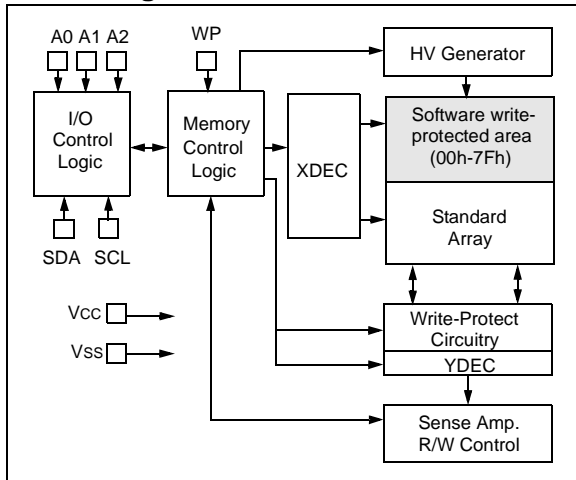 A0 A1 A2
WP
HV Generator
I/O
Control
Logic
Memory
Control
Logic
XDEC
Software write-
protected area
(00h-7Fh)
Standard
Array
SDA SCL
VCC
VSS
Write-Protect
Circuitry
YDEC
Sense Amp.
R/W Control